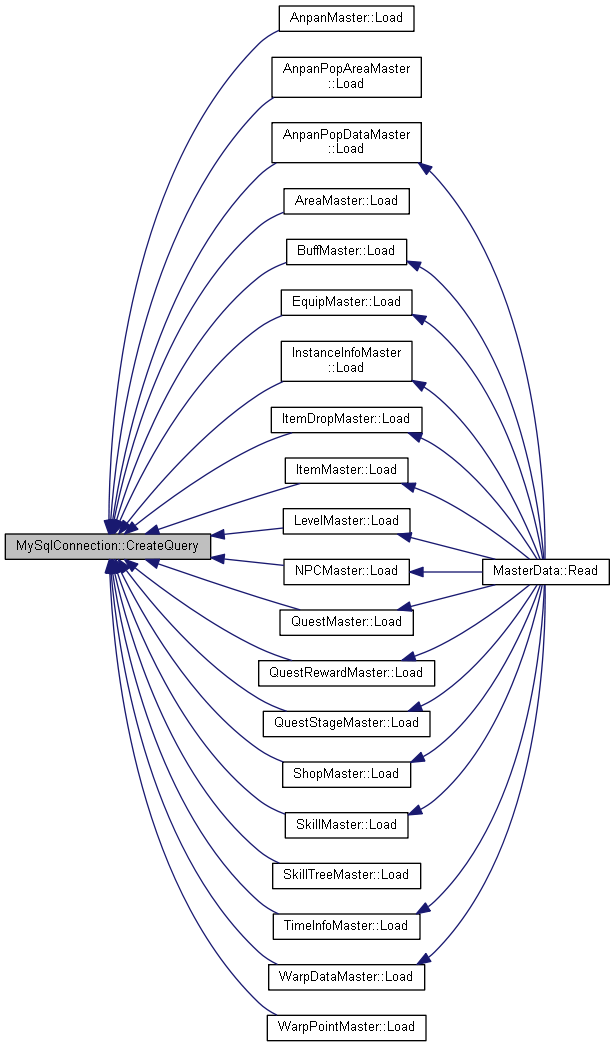 AnpanMaster::Load
AnpanPopAreaMaster
::Load
AnpanPopDataMaster
::Load
AreaMaster::Load
BuffMaster::Load
EquipMaster::Load
InstanceInfoMaster
::Load
ItemDropMaster::Load
ItemMaster::Load
LevelMaster::Load
MySqlConnection::CreateQuery
NPCMaster::Load
MasterData::Read
QuestMaster::Load
QuestRewardMaster::Load
QuestStageMaster::Load
ShopMaster::Load
SkillMaster::Load
SkillTreeMaster::Load
TimeInfoMaster::Load
WarpDataMaster::Load
WarpPointMaster::Load